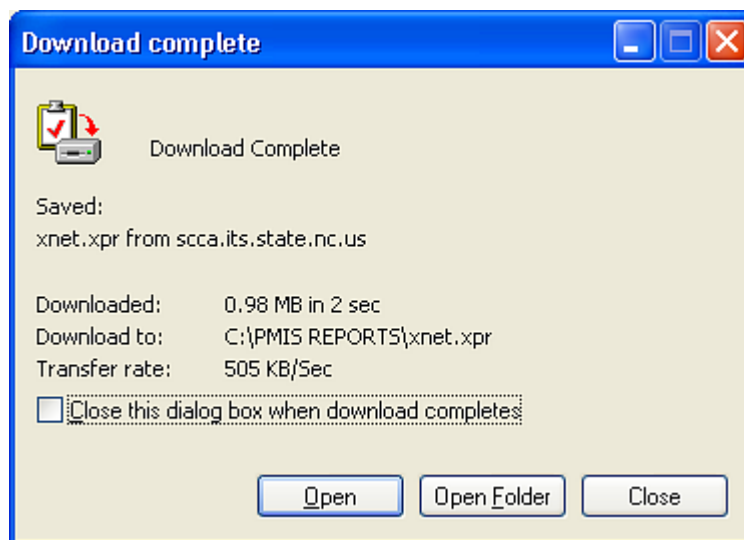 Download complete
Download Complete
Saved:
xnet.xpr from scca.its.state.nc.us
Downloaded: 0.98 MB in 2 sec
Download to: C:\PMIS REPORTS\xnet.xpr
Transfer rate: 505 KB/Sec
Close this dialog box when download completes
Open Open Folder Close